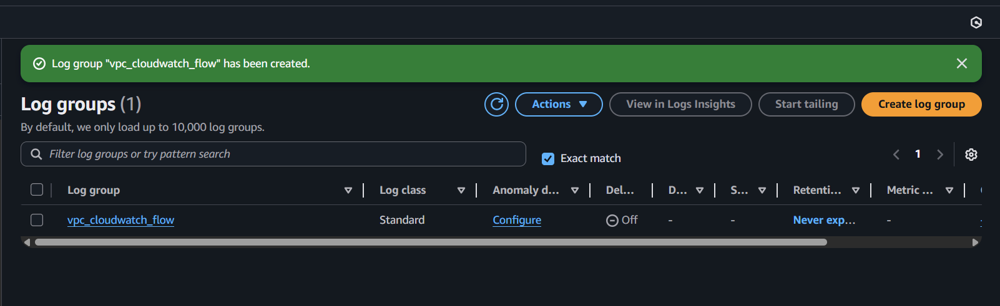 Log group "vpc_cloudwatch_flow" has been created.
Log groups (1)
Actions
View in Logs Insights
Start tailing
Create log group
By default, we only load up to 10,000 log groups.
Filter log groups or try pattern search
Exact match
1
Log group
Log class
Anomaly d...
Del...
D...
S...
Retenti...
Metric ...
vpc_cloudwatch_flow
Standard
Configure
Off
-
-
Never exp...
-